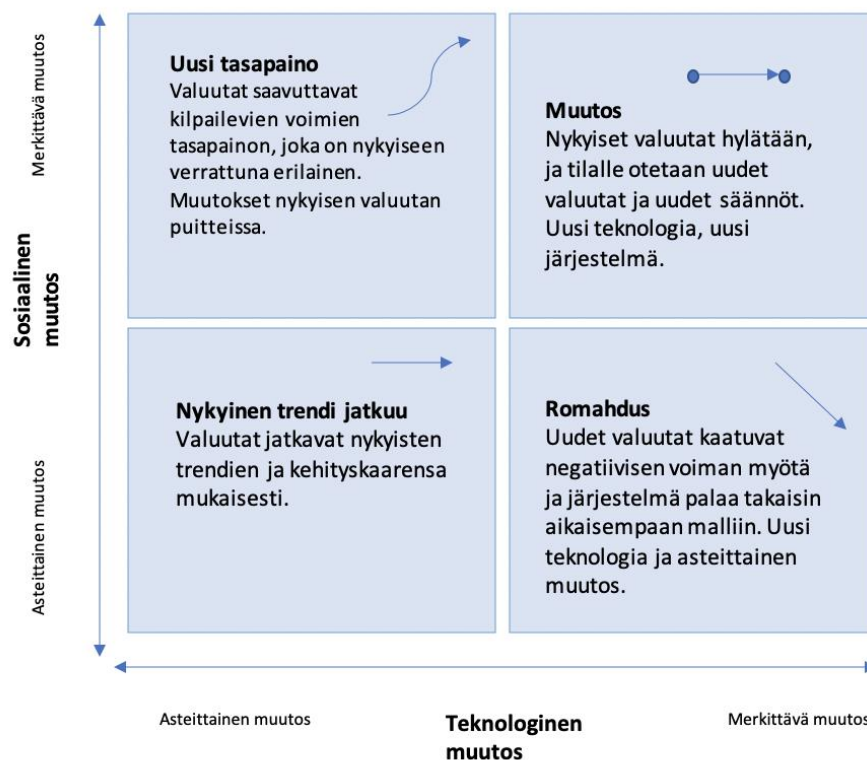 Merkittävä muutos
Sosiaalinen
muutos
Asteittainen muutos
Uusi tasapaino
Valuutat saavuttavat
kilpailevien voimien
tasapainon, joka on nykyiseen
verrattuna erilainen.
Muutokset nykyisen valuutan
puitteissa.
Muutos
Nykyiset valuutat hylätään,
ja tilalle otetaan uudet
valuutat ja uudet säännöt.
Uusi teknologia, uusi
järjestelmä.
Nykyinen trendi jatkuu
Valuutat jatkavat nykyisten
trendien ja kehityskaarensa
mukaisesti.
Romahdus
Uudet valuutat kaatuvat
negatiivisen voiman myötä
ja järjestelmä palaa takaisin
aikaisempaan malliin. Uusi
teknologia ja asteittainen
muutos.
Asteittainen muutos
Teknologinen
muutos
Merkittävä muutos